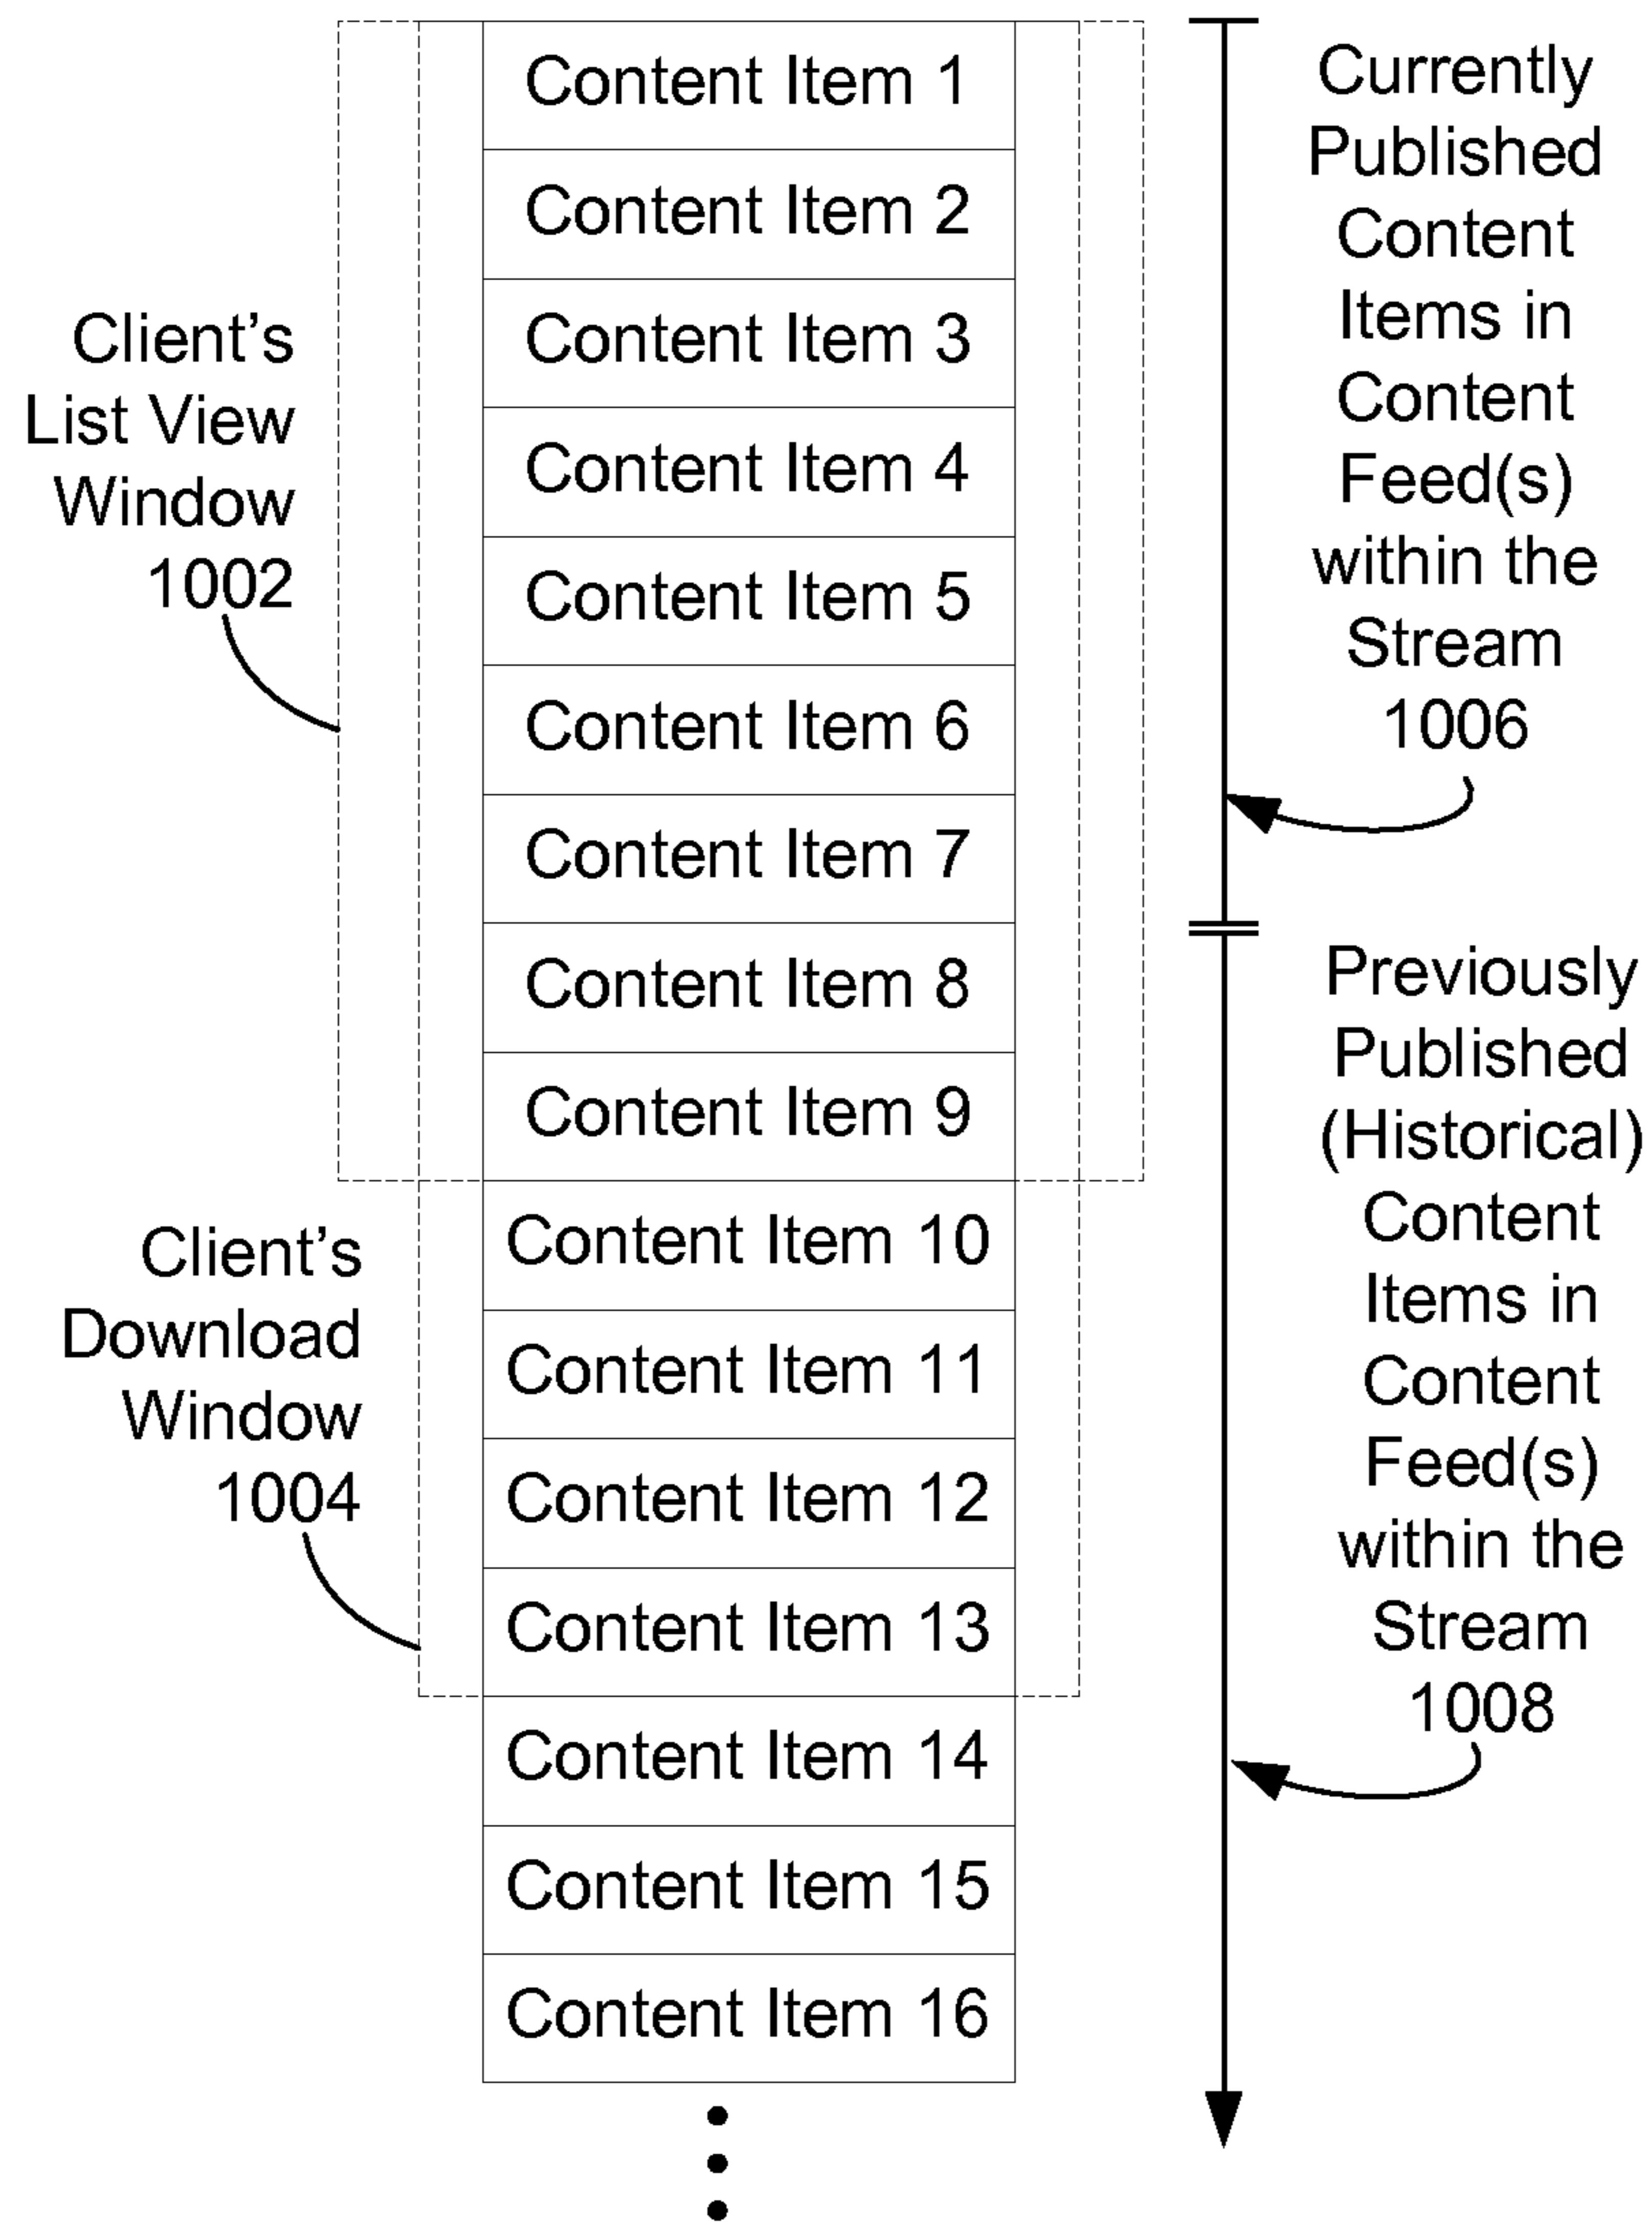 Content Item 1
Content Item 2
Content Item 3
Content Item 4
Content Item 5
Content Item 6
Content Item 7
Content Item 8
Content Item 9
Content Item 10
Content Item 11
Content Item 12
Content Item 13
Content Item 14
Content Item 15
Content Item 16
Client's
List View
Window
1002
Client's
Download
Window
1004
Currently
Published
Content
Items in
Content
Feed(s)
within the
Stream
1006
Previously
Published
(Historical)
Content
Items in
Content
Feed(s)
within the
Stream
1008